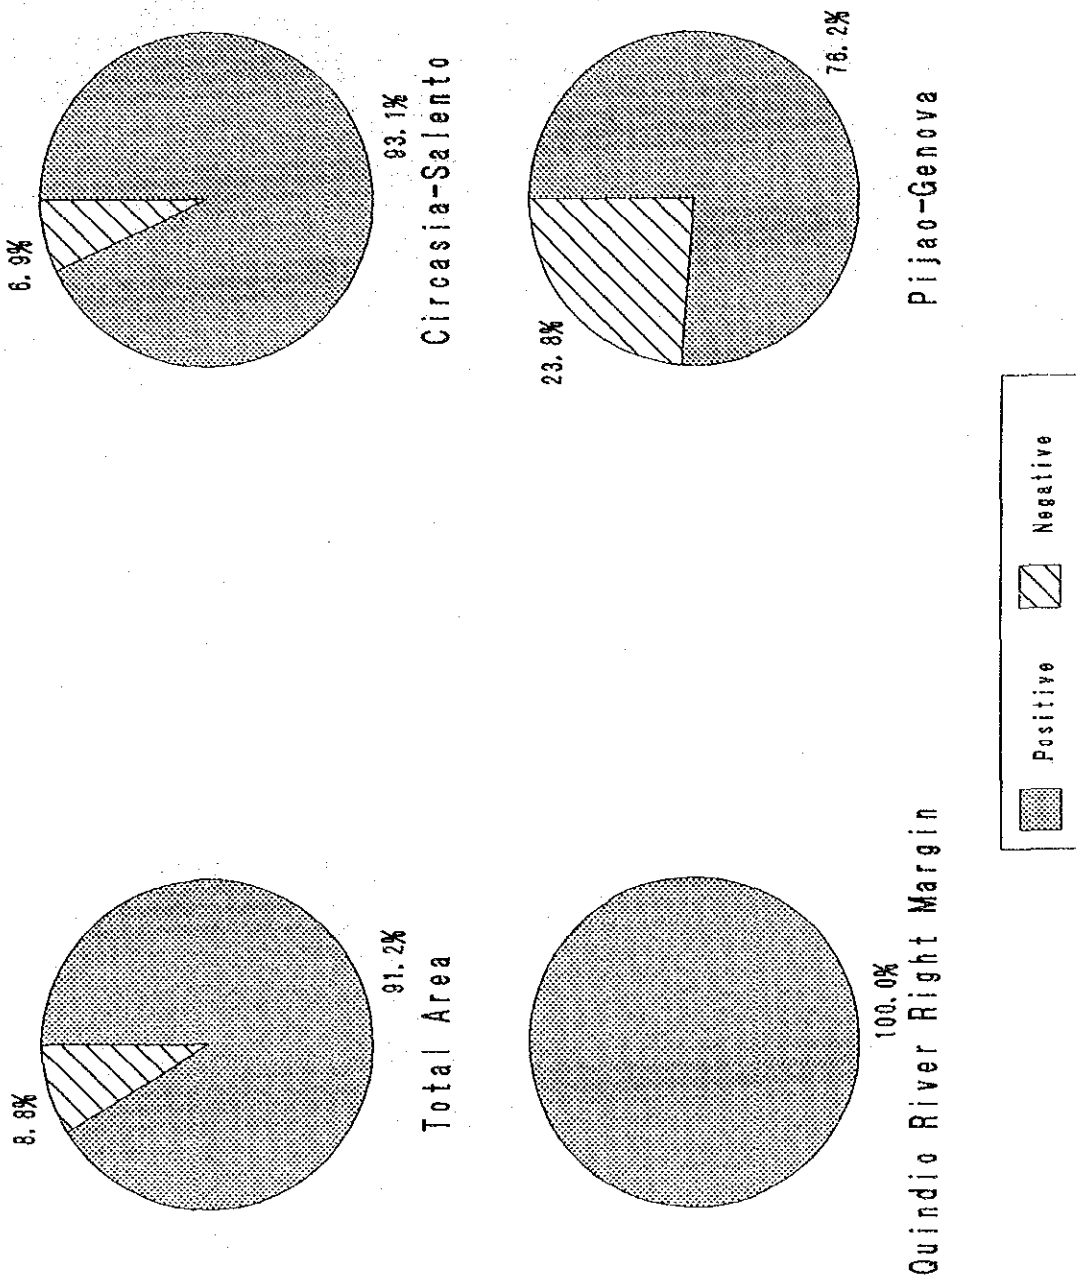 8.8%
91.2%
Total Area
6.9%
93.1%
Circasia-Salento
100.0%
Quindio River Right Margin
23.8%
76.2%
Pijao-Genova
Positive
Negative